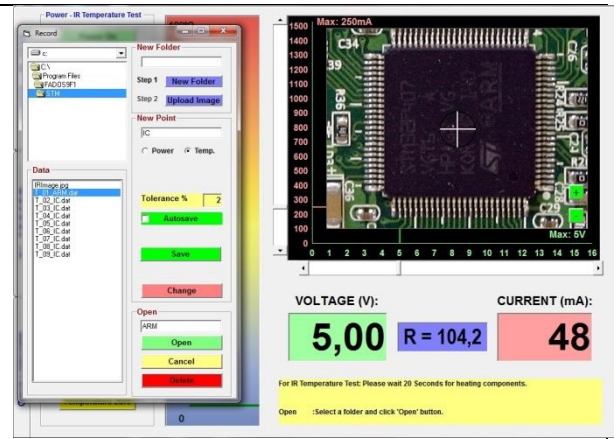 Power - IR Temperature Test
Record
c:
C:\
Program Files
FADOS9F1
STM
Data
IRImage.jpg
T_01_ARM.dat
T_02_IC.dat
T_03_IC.dat
T_04_IC.dat
T_05_IC.dat
T_06_IC.dat
T_07_IC.dat
T_08_IC.dat
T_09_IC.dat
New Folder
Step 1 New Folder
Step 2 Upload Image
New Point
IC
Power Temp.
Tolerance % 2
Autosave
Save
Change
Open
ARM
Open
Cancel
Delete
0
Max: 250mA
1500
1400
1300
1200
1100
1000
900
800
700
600
500
400
300
200
100
0
0 1 2 3 4 5 6 7 8 9 10 11 12 13 14 15 16
C34
39
R36
C36
ARM
+
-
Max: 5V
VOLTAGE (V): CURRENT (mA):
5,00 R = 104,2 48
For IR Temperature Test: Please wait 20 Seconds for heating components.
Open :Select a folder and click 'Open' button.